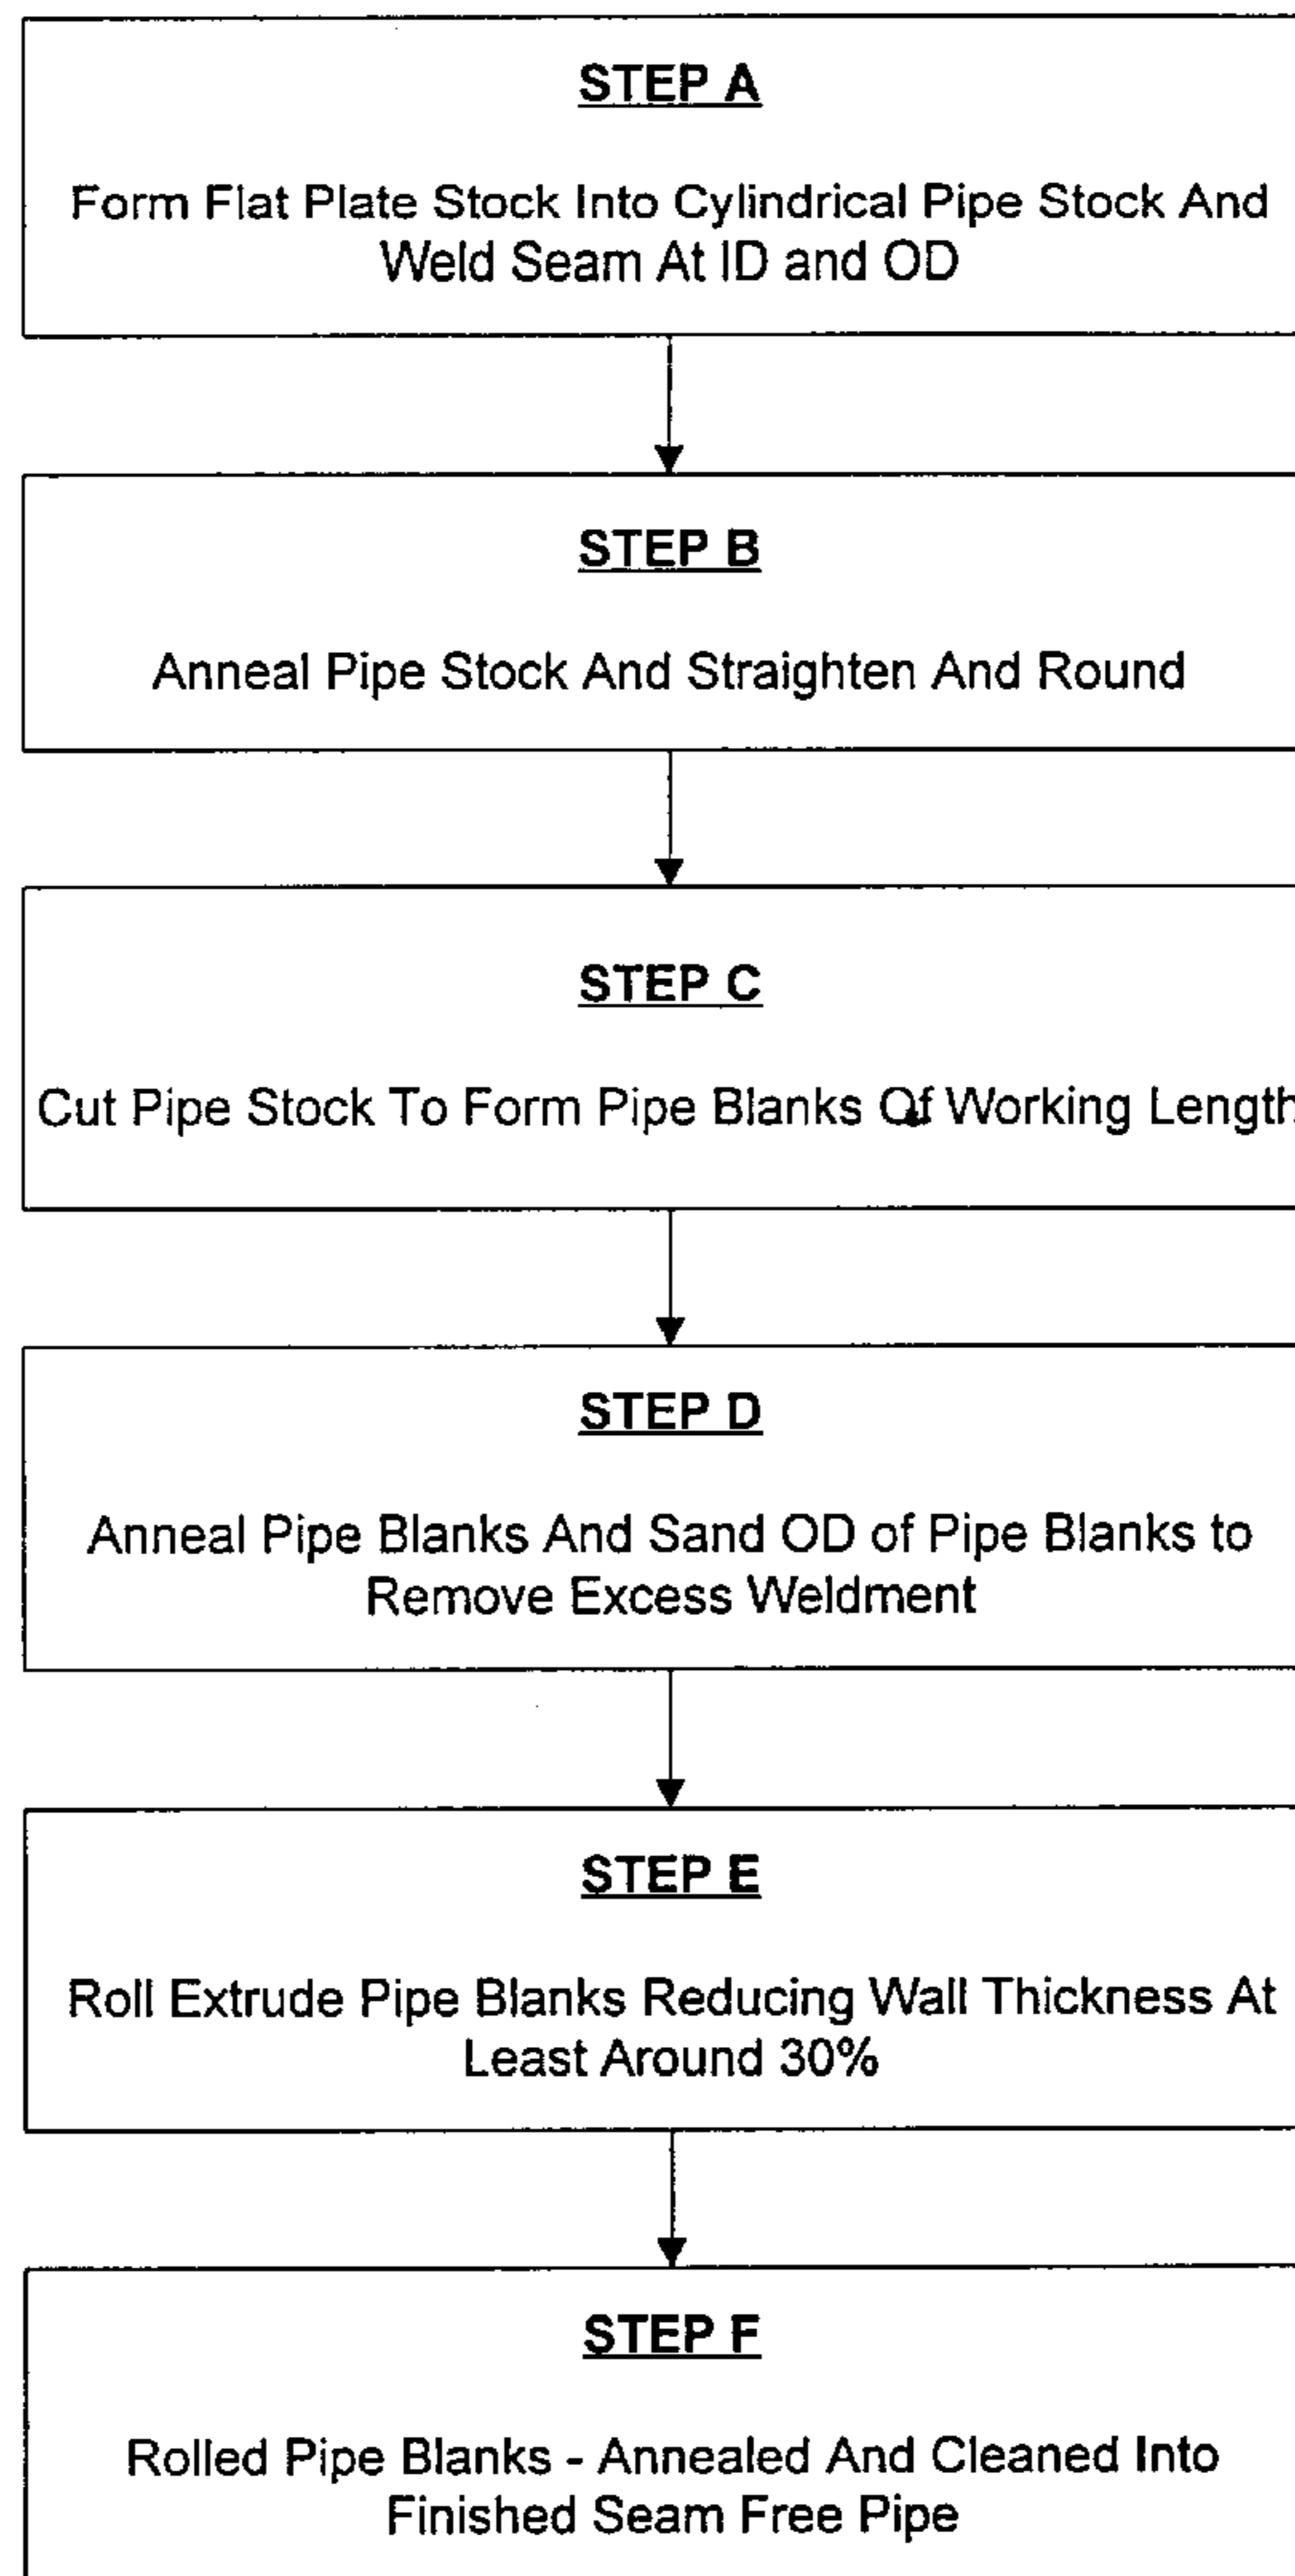 STEP A
Form Flat Plate Stock Into Cylindrical Pipe Stock And
Weld Seam At ID and OD
STEP B
Anneal Pipe Stock And Straighten And Round
STEP C
Cut Pipe Stock To Form Pipe Blanks Of Working Length
STEP D
Anneal Pipe Blanks And Sand OD of Pipe Blanks to
Remove Excess Weldment
STEP E
Roll Extrude Pipe Blanks Reducing Wall Thickness At
Least Around 30%
STEP F
Rolled Pipe Blanks - Annealed And Cleaned Into
Finished Seam Free Pipe